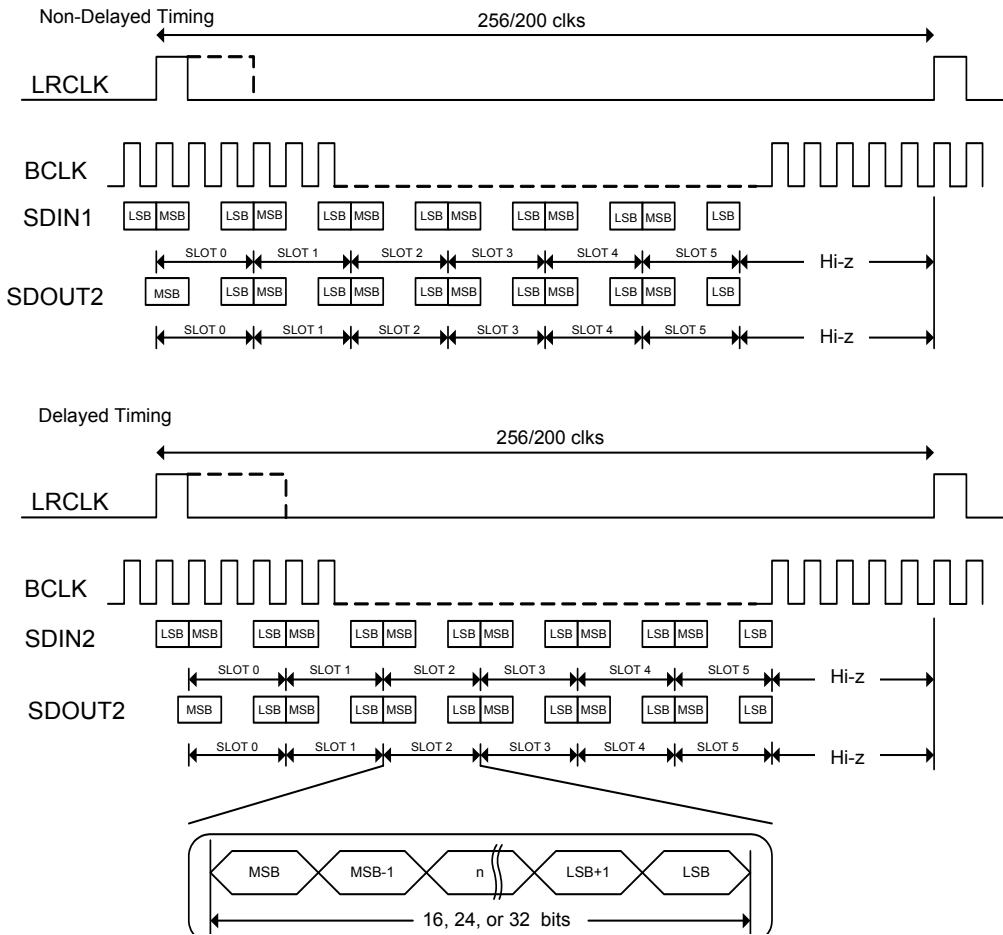 Non-Delayed Timing
256/200 clks
LRCLK
BCLK
SDIN1
LSB MSB LSB MSB LSB MSB LSB MSB LSB MSB LSB MSB LSB
SLOT 0 SLOT 1 SLOT 2 SLOT 3 SLOT 4 SLOT 5 Hi-z
SDOUT2
MSB LSB MSB LSB MSB LSB MSB LSB MSB LSB MSB LSB
SLOT 0 SLOT 1 SLOT 2 SLOT 3 SLOT 4 SLOT 5 Hi-z
Delayed Timing
256/200 clks
LRCLK
BCLK
SDIN2
LSB MSB LSB MSB LSB MSB LSB MSB LSB MSB LSB MSB LSB
SLOT 0 SLOT 1 SLOT 2 SLOT 3 SLOT 4 SLOT 5 Hi-z
SDOUT2
MSB LSB MSB LSB MSB LSB MSB LSB MSB LSB MSB LSB
SLOT 0 SLOT 1 SLOT 2 SLOT 3 SLOT 4 SLOT 5 Hi-z
MSB MSB-1 n LSB+1 LSB
16, 24, or 32 bits